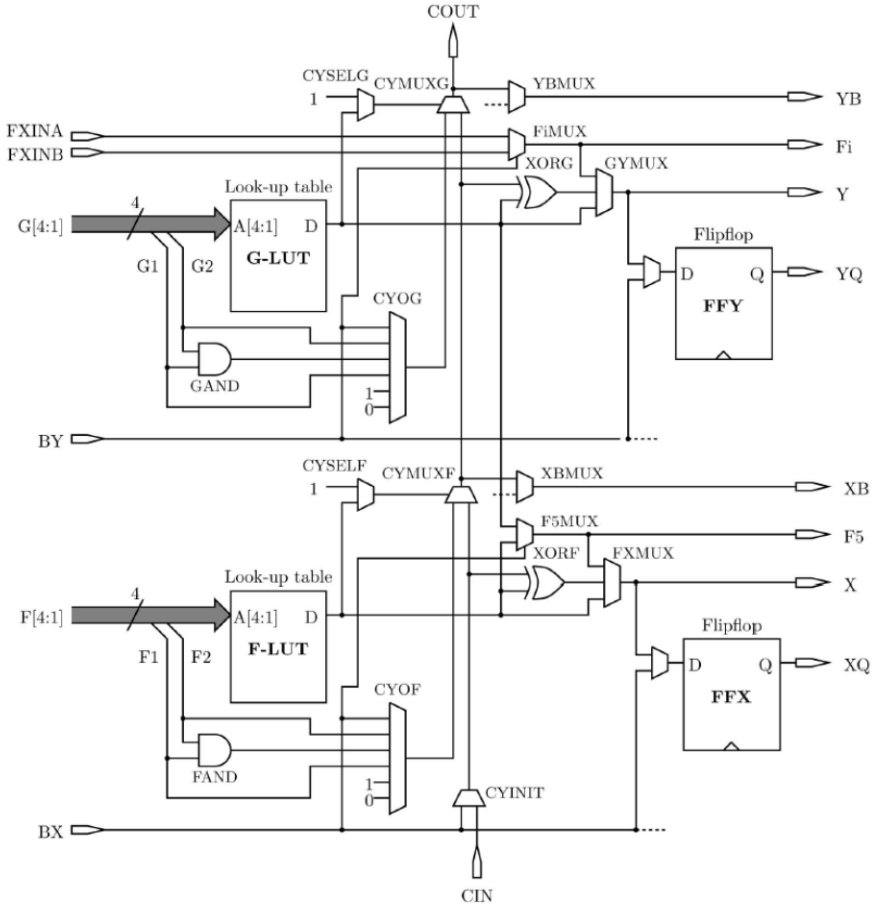 COUT
CYSELG
CYMUXG
YBMUX
1
YB
FXINA
FiMUX
Fi
FXINB
XORG
GYMUX
Look-up table
4
Y
G[4:1]
A[4:1]
D
Flipflop
G1
G2
G-LUT
D
Q
YQ
CYOG
FFY
GAND
1
0
BY
CYSELF
CYMUXF
XBMUX
1
XB
F5MUX
F5
XORF
FXMUX
Look-up table
4
X
F[4:1]
A[4:1]
D
Flipflop
F1
F2
F-LUT
D
Q
XQ
CYOF
FFX
FAND
1
0
CYINIT
BX
CIN